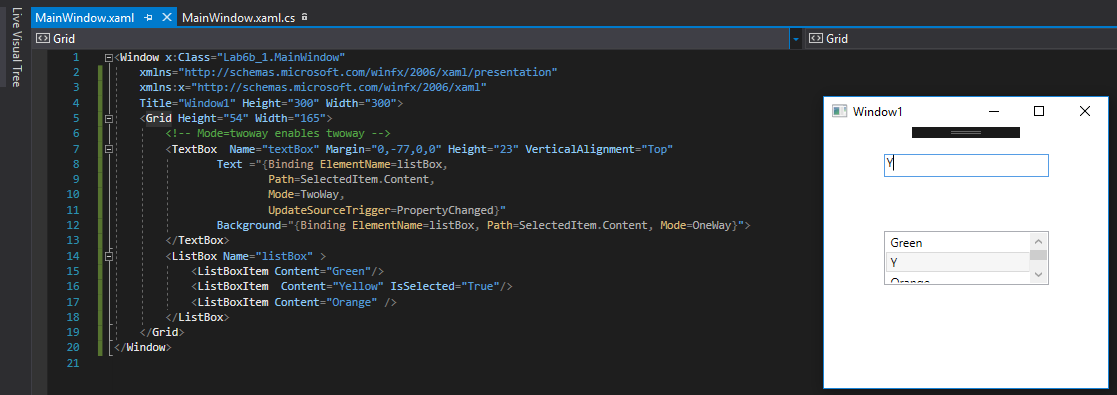 Live Visual Tree
MainWindow.xaml MainWindow.xaml.cs
Grid Grid
1 <Window x:Class="Lab6b_1.MainWindow"
2 xmlns="http://schemas.microsoft.com/winfx/2006/xaml/presentation"
3 xmlns:x="http://schemas.microsoft.com/winfx/2006/xaml"
4 Title="Window1" Height="300" Width="300">
5 <Grid Height="54" Width="165">
6 <!-- Mode=twoway enables twoway -->
7 <TextBox Name="textBox" Margin="0,-77,0,0" Height="23" VerticalAlignment="Top"
8 Text ="{Binding ElementName=listBox,
9 Path=SelectedItem.Content,
10 Mode=TwoWay,
11 UpdateSourceTrigger=PropertyChanged}"
12 Background="{Binding ElementName=listBox, Path=SelectedItem.Content, Mode=OneWay}">
13 </TextBox>
14 <ListBox Name="listBox" >
15 <ListBoxItem Content="Green"/>
16 <ListBoxItem Content="Yellow" IsSelected="True"/>
17 <ListBoxItem Content="Orange" />
18 </ListBox>
19 </Grid>
20 </Window>
21
Window1
Y
Green
Y
Orange